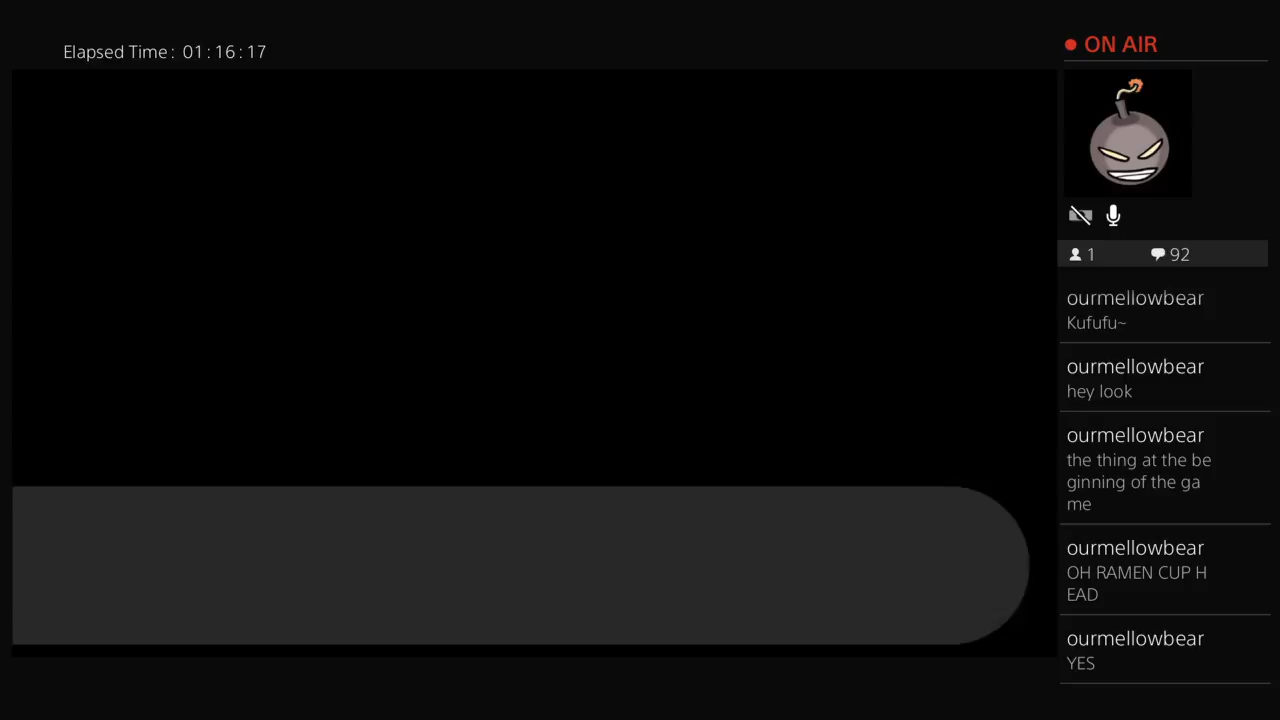 Elapsed Time: 01:16:17
ON AIR
1 92
ourmellowbear
Kufufu~
ourmellowbear
hey look
ourmellowbear
the thing at the be
ginning of the ga
me
ourmellowbear
OH RAMEN CUP H
EAD
ourmellowbear
YES